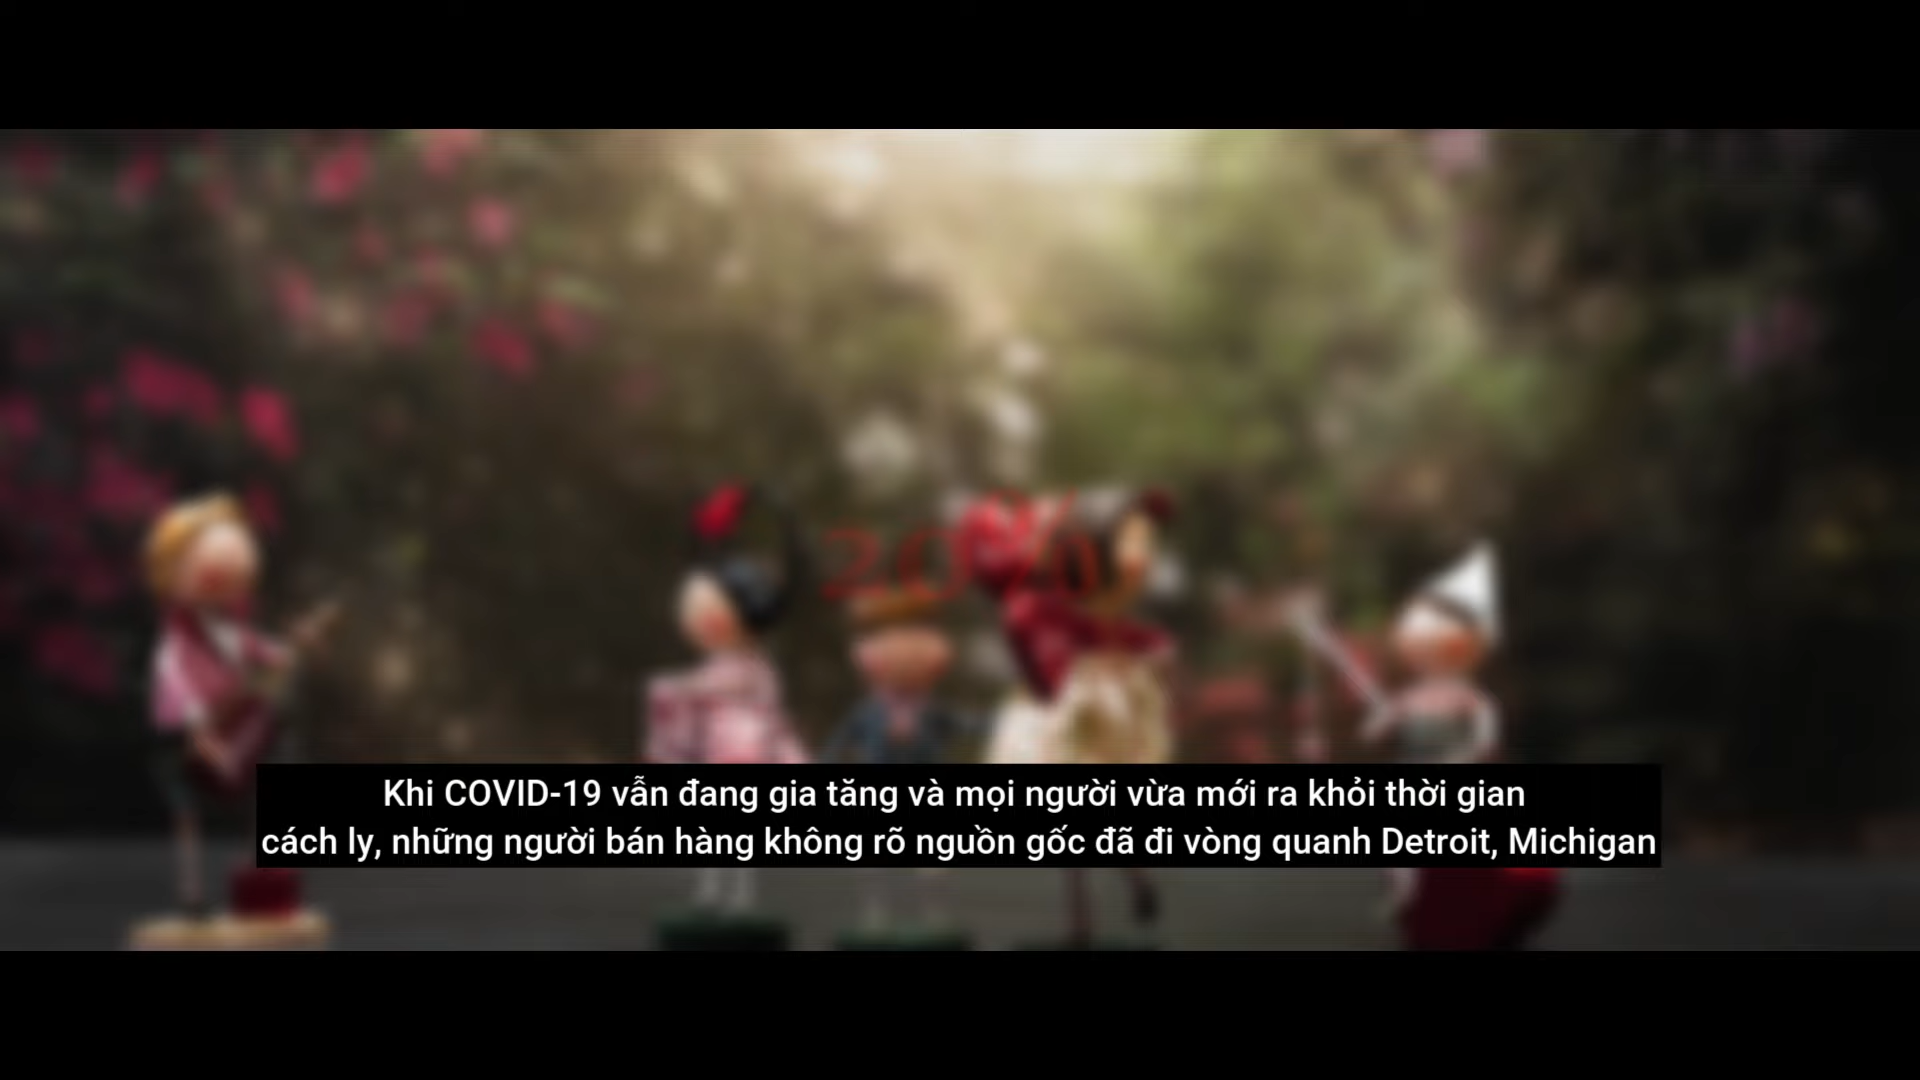 20%
Khi COVID-19 vẫn đang gia tăng và mọi người vừa mới ra khỏi thời gian
cách ly, những người bán hàng không rõ nguồn gốc đã đi vòng quanh Detroit, Michigan